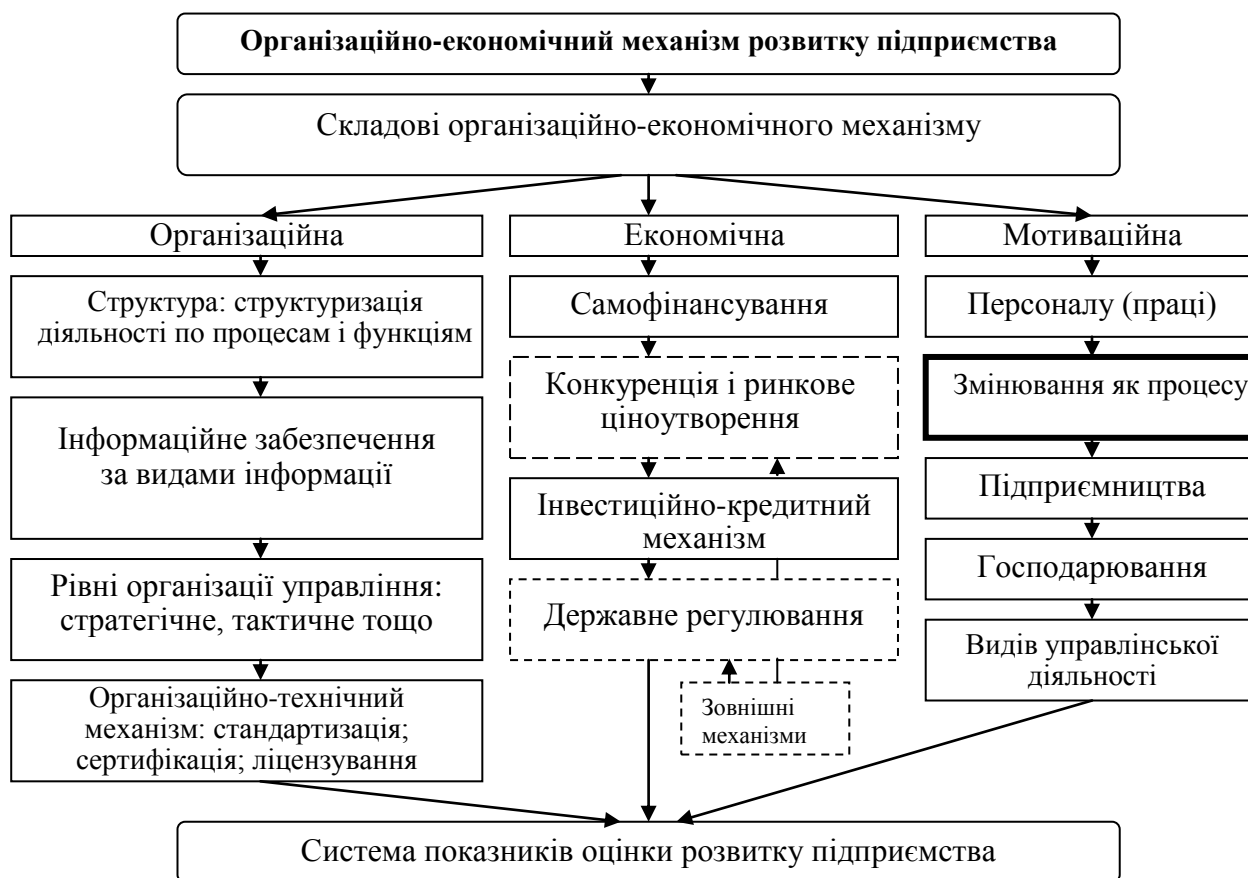 Організаційно-економічний механізм розвитку підприємства
Складові організаційно-економічного механізму
Організаційна
Структура: структуризація
діяльності по процесам і функціям
Інформаційне забезпечення
за видами інформації
Рівні організації управління:
стратегічне, тактичне тощо
Організаційно-технічний
механізм: стандартизація;
сертифікація; ліцензування
Економічна
Самофінансування
Конкуренція і ринкове
ціноутворення
Інвестиційно-кредитний
механізм
Державне регулювання
Зовнішні
механізми
Мотиваційна
Персоналу (праці)
Змінювання як процесу
Підприємництва
Господарювання
Видів управлінської
діяльності
Система показників оцінки розвитку підприємства